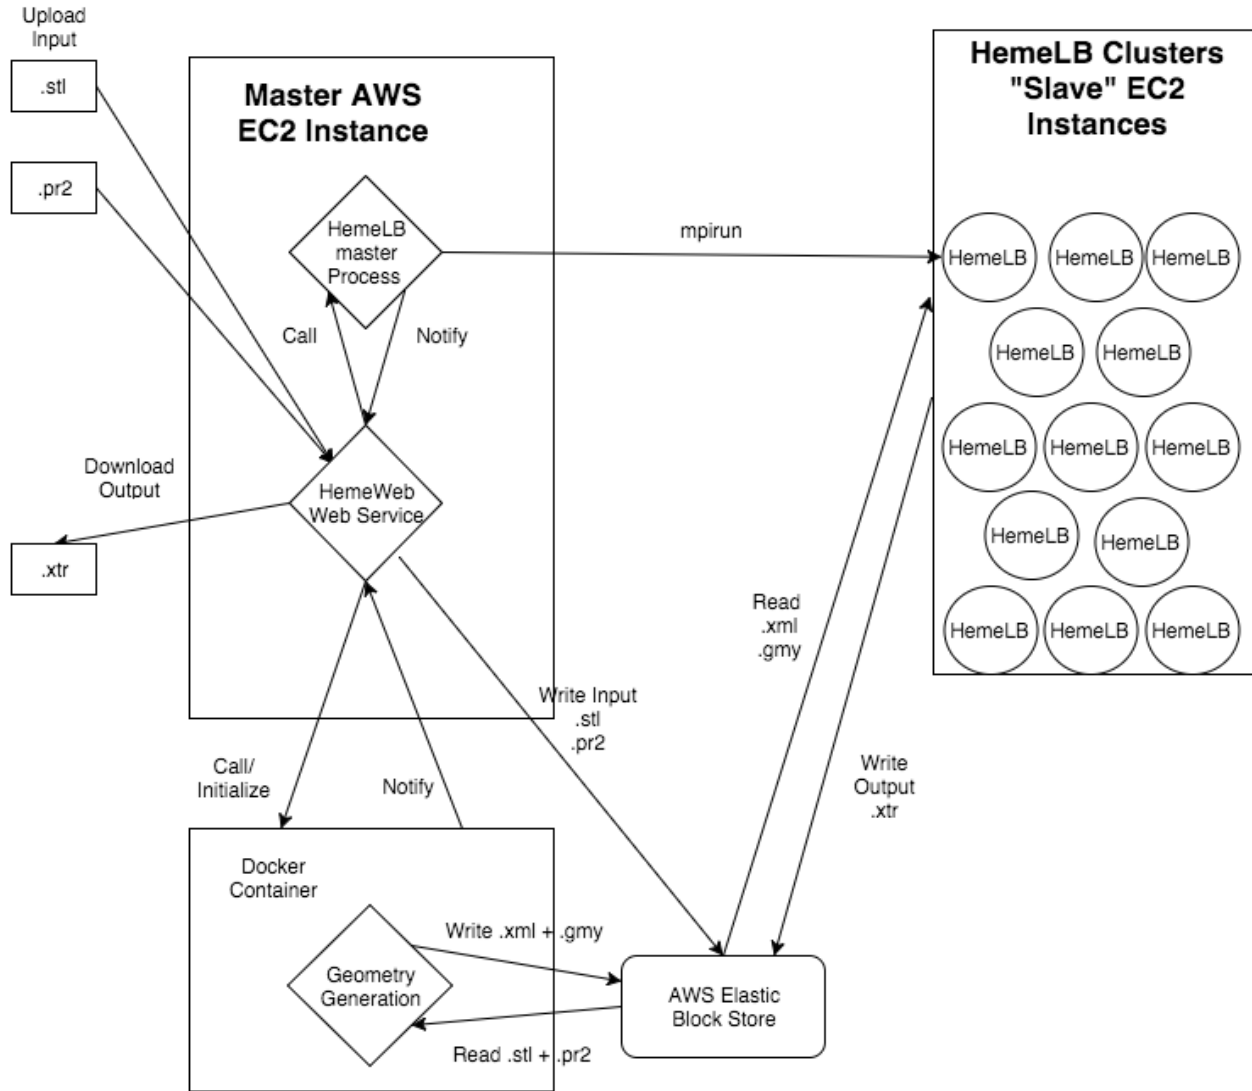 Upload
Input
.stl
.pr2
Master AWS
EC2 Instance
HemeLB
master
Process
Call
Notify
mpirun
HemeLB Clusters
"Slave" EC2
Instances
HemeLB
HemeLB
HemeLB
HemeLB
HemeLB
HemeLB
HemeLB
HemeLB
HemeLB
HemeLB
HemeLB
HemeLB
HemeLB
Download
Output
.xtr
HemeWeb
Web Service
Read
.xml
.gmy
Write Input
.stl
.pr2
Write
Output
.xtr
Call/
Initialize
Notify
Docker
Container
Geometry
Generation
Write .xml + .gmy
Read .stl + .pr2
AWS Elastic
Block Store